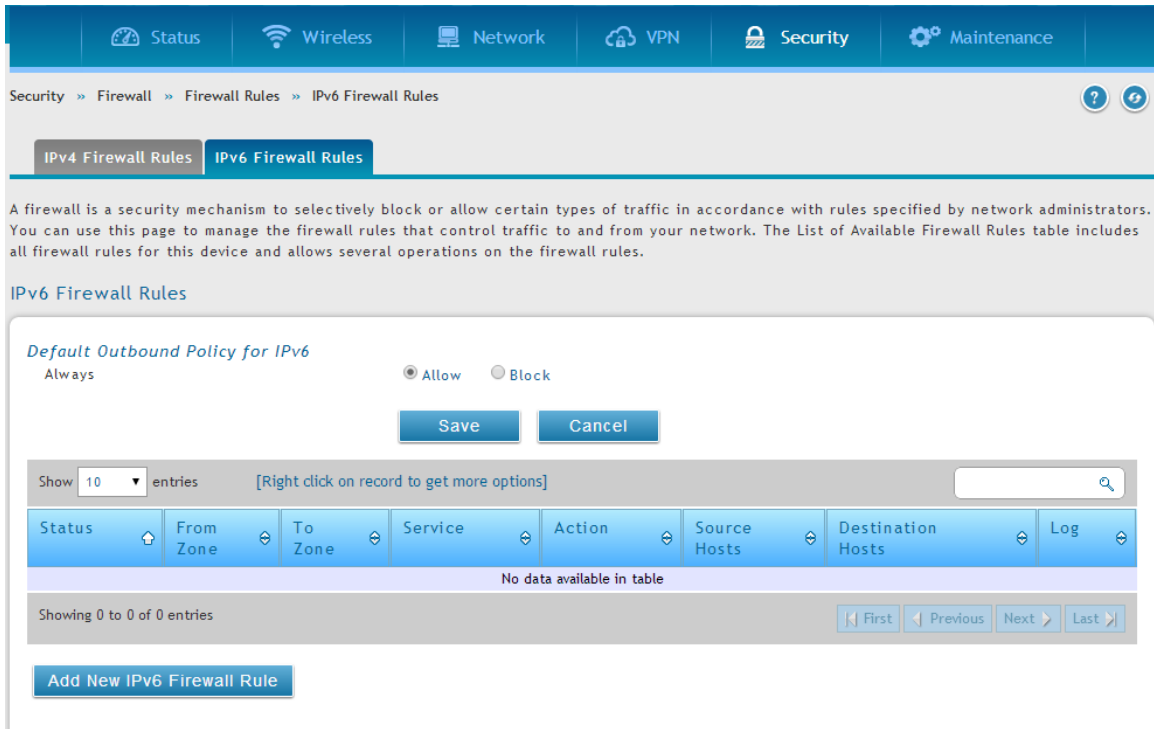 Status Wireless Network VPN Security Maintenance
Security » Firewall » Firewall Rules » IPv6 Firewall Rules
?
IPv4 Firewall Rules IPv6 Firewall Rules
A firewall is a security mechanism to selectively block or allow certain types of traffic in accordance with rules specified by network administrators.
You can use this page to manage the firewall rules that control traffic to and from your network. The List of Available Firewall Rules table includes
all firewall rules for this device and allows several operations on the firewall rules.
IPv6 Firewall Rules
Default Outbound Policy for IPv6
Always Allow Block
Save Cancel
Show 10 entries [Right click on record to get more options]
Status From Zone To Zone Service Action Source Hosts Destination Hosts Log
No data available in table
Showing 0 to 0 of 0 entries First Previous Next Last
Add New IPv6 Firewall Rule